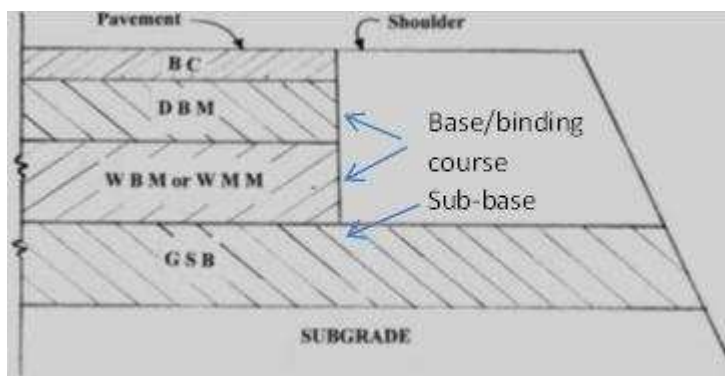 Pavement
Shoulder
B C
D B M
Base/binding
course
W B M or W M M
Sub-base
G S B
SUBGRADE